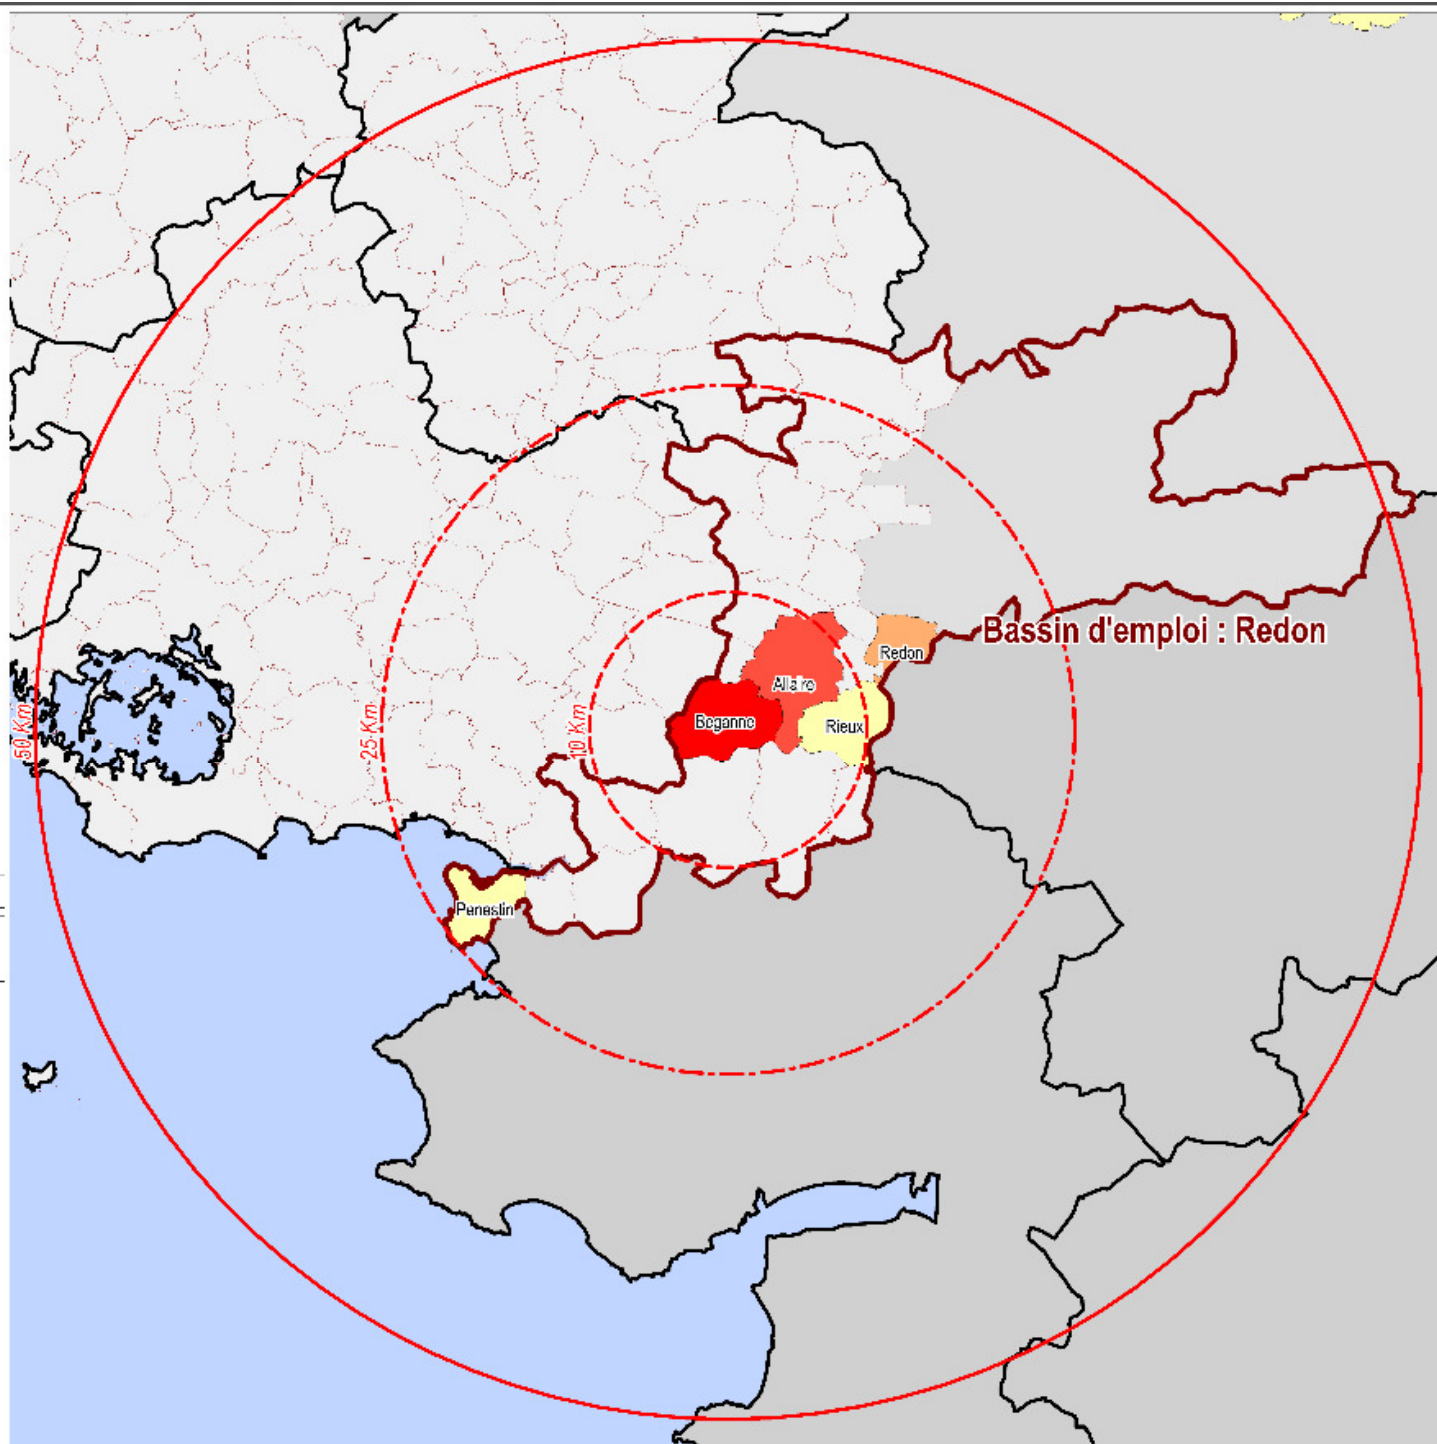 Bassin d'emploi : Redon
Redon
Allaire
Beganne
Rieux
50 Km
25 Km
10 Km
Penestin